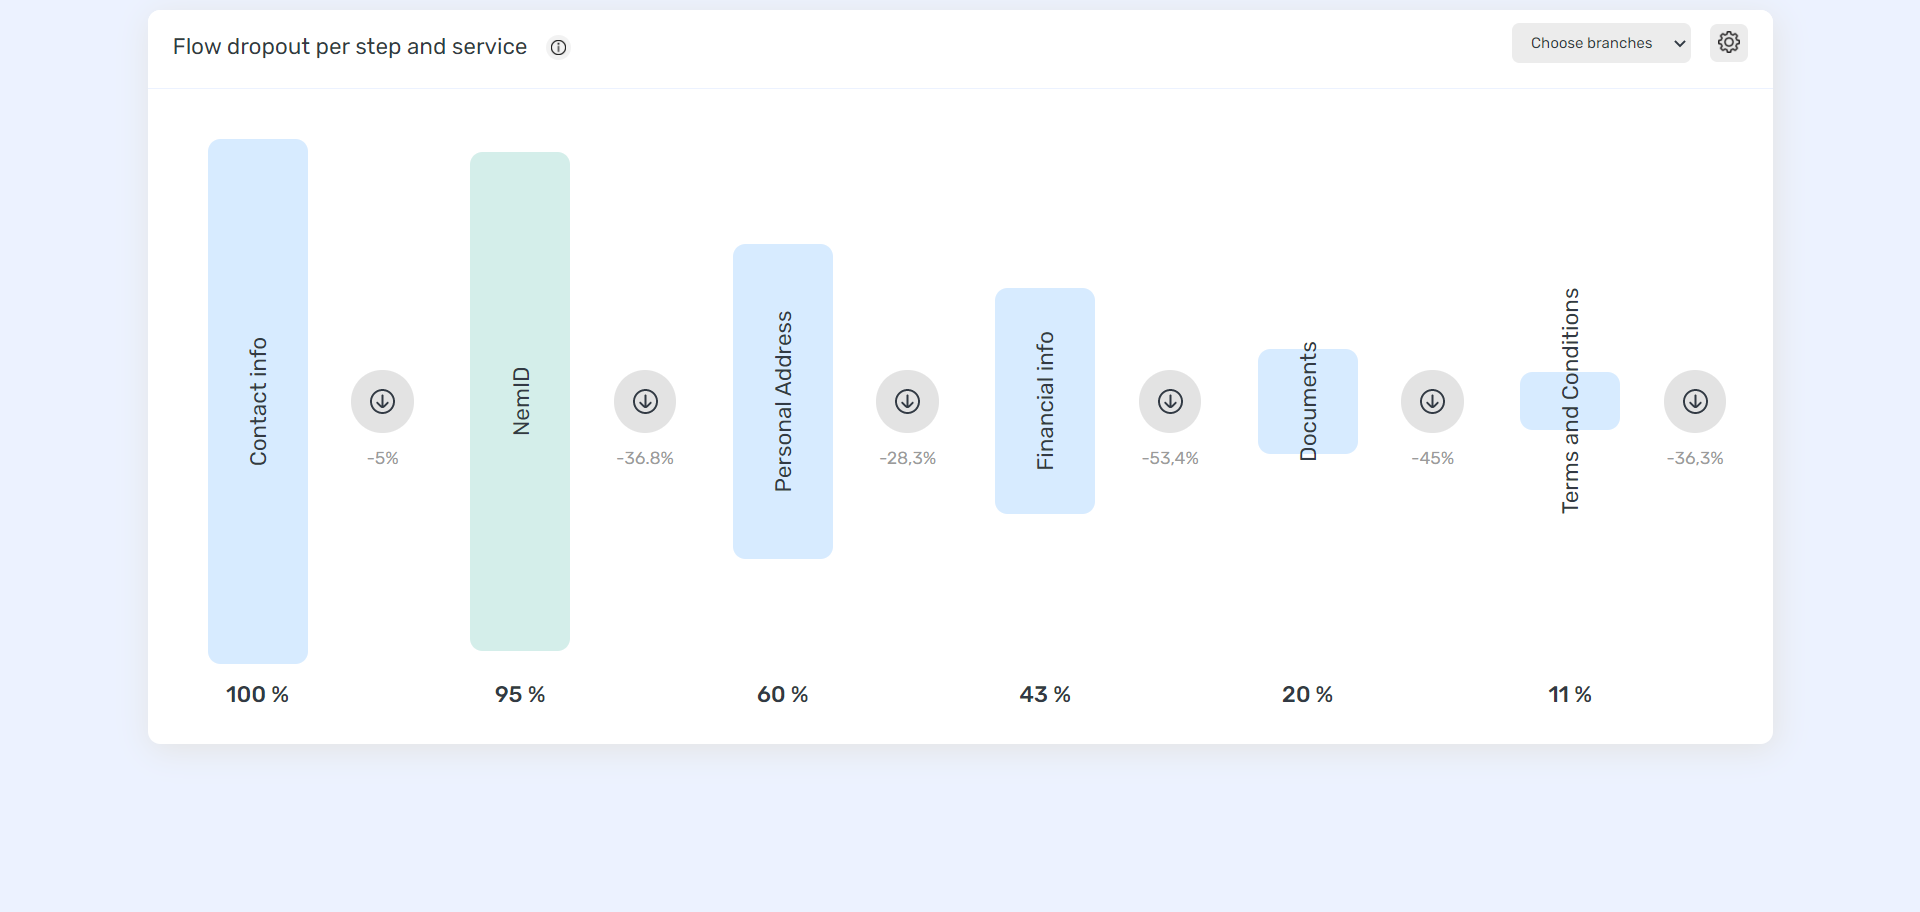 Flow dropout per step and service
Choose branches
Contact info
-5%
NemID
-36.8%
Personal Address
-28,3%
Financial info
-53,4%
Documents
-45%
Terms and Conditions
-36,3%
100 %
95 %
60 %
43 %
20 %
11 %